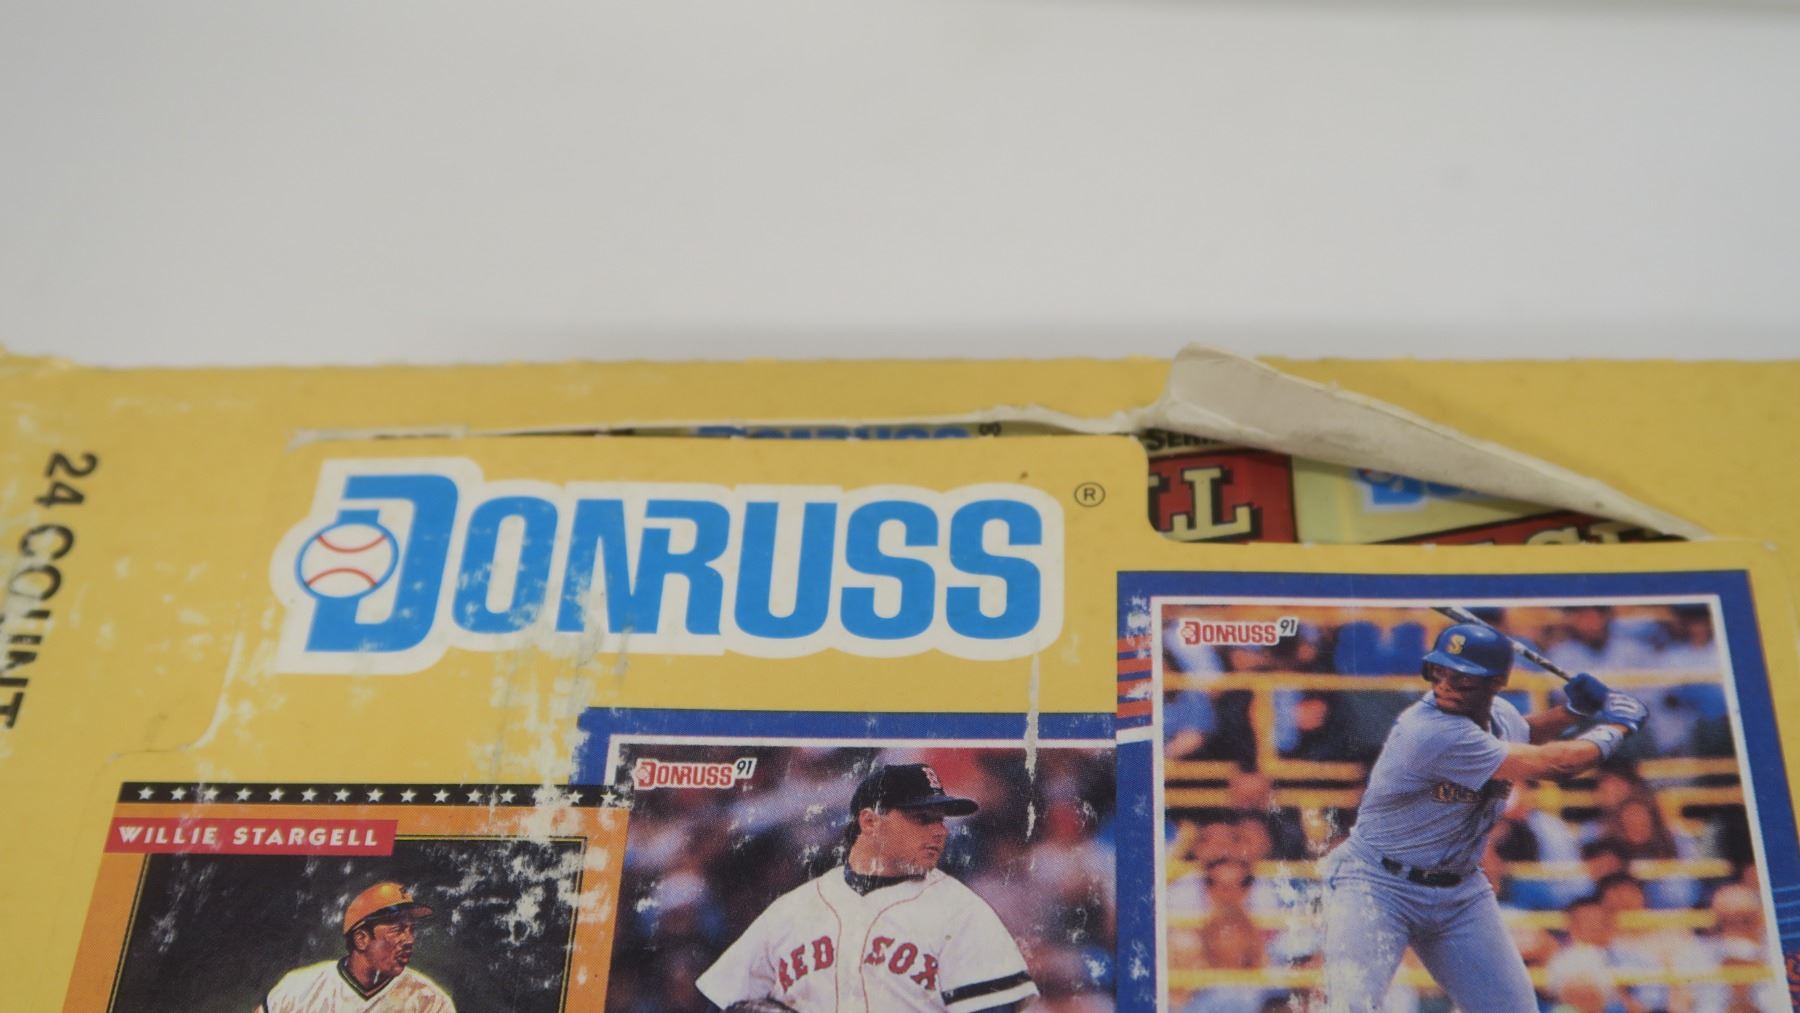 24 COUNT
DONRUSS®
DONRUSS 91
S
DONRUSS 91
WILLIE STARGELL
RED SOX